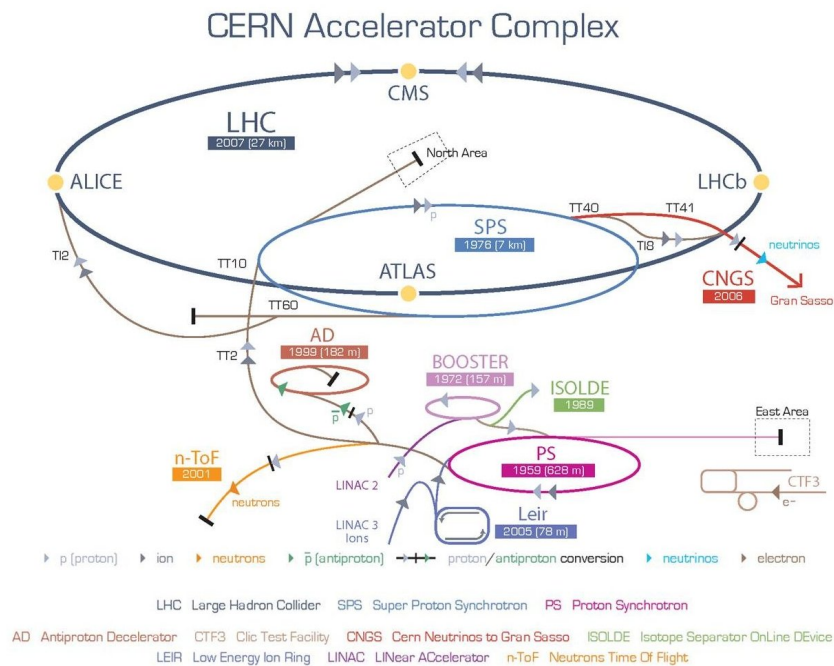 CERN Accelerator Complex
CMS
LHC
2007 (27 km)
North Area
ALICE
LHCb
p
TT40
TT41
SPS
1976 (7 km)
TI2
TT10
TI8
neutrinos
ATLAS
CNGS
2006
Gran Sasso
TT60
AD
1999 (182 m)
TT2
BOOSTER
1972 (157 m)
ISOLDE
1989
p̅
p
East Area
n-ToF
2001
PS
1959 (628 m)
p
LINAC 2
neutrons
CTF3
e-
LINAC 3
Ions
Leir
2005 (78 m)
p (proton) ion neutrons p̅ (antiproton) proton/antiproton conversion neutrinos electron
LHC Large Hadron Collider SPS Super Proton Synchrotron PS Proton Synchrotron
AD Antiproton Decelerator CTF3 Clic Test Facility CNGS Cern Neutrinos to Gran Sasso ISOLDE Isotope Separator OnLine DEvice
LEIR Low Energy Ion Ring LINAC LINear ACcelerator n-ToF Neutrons Time Of Flight